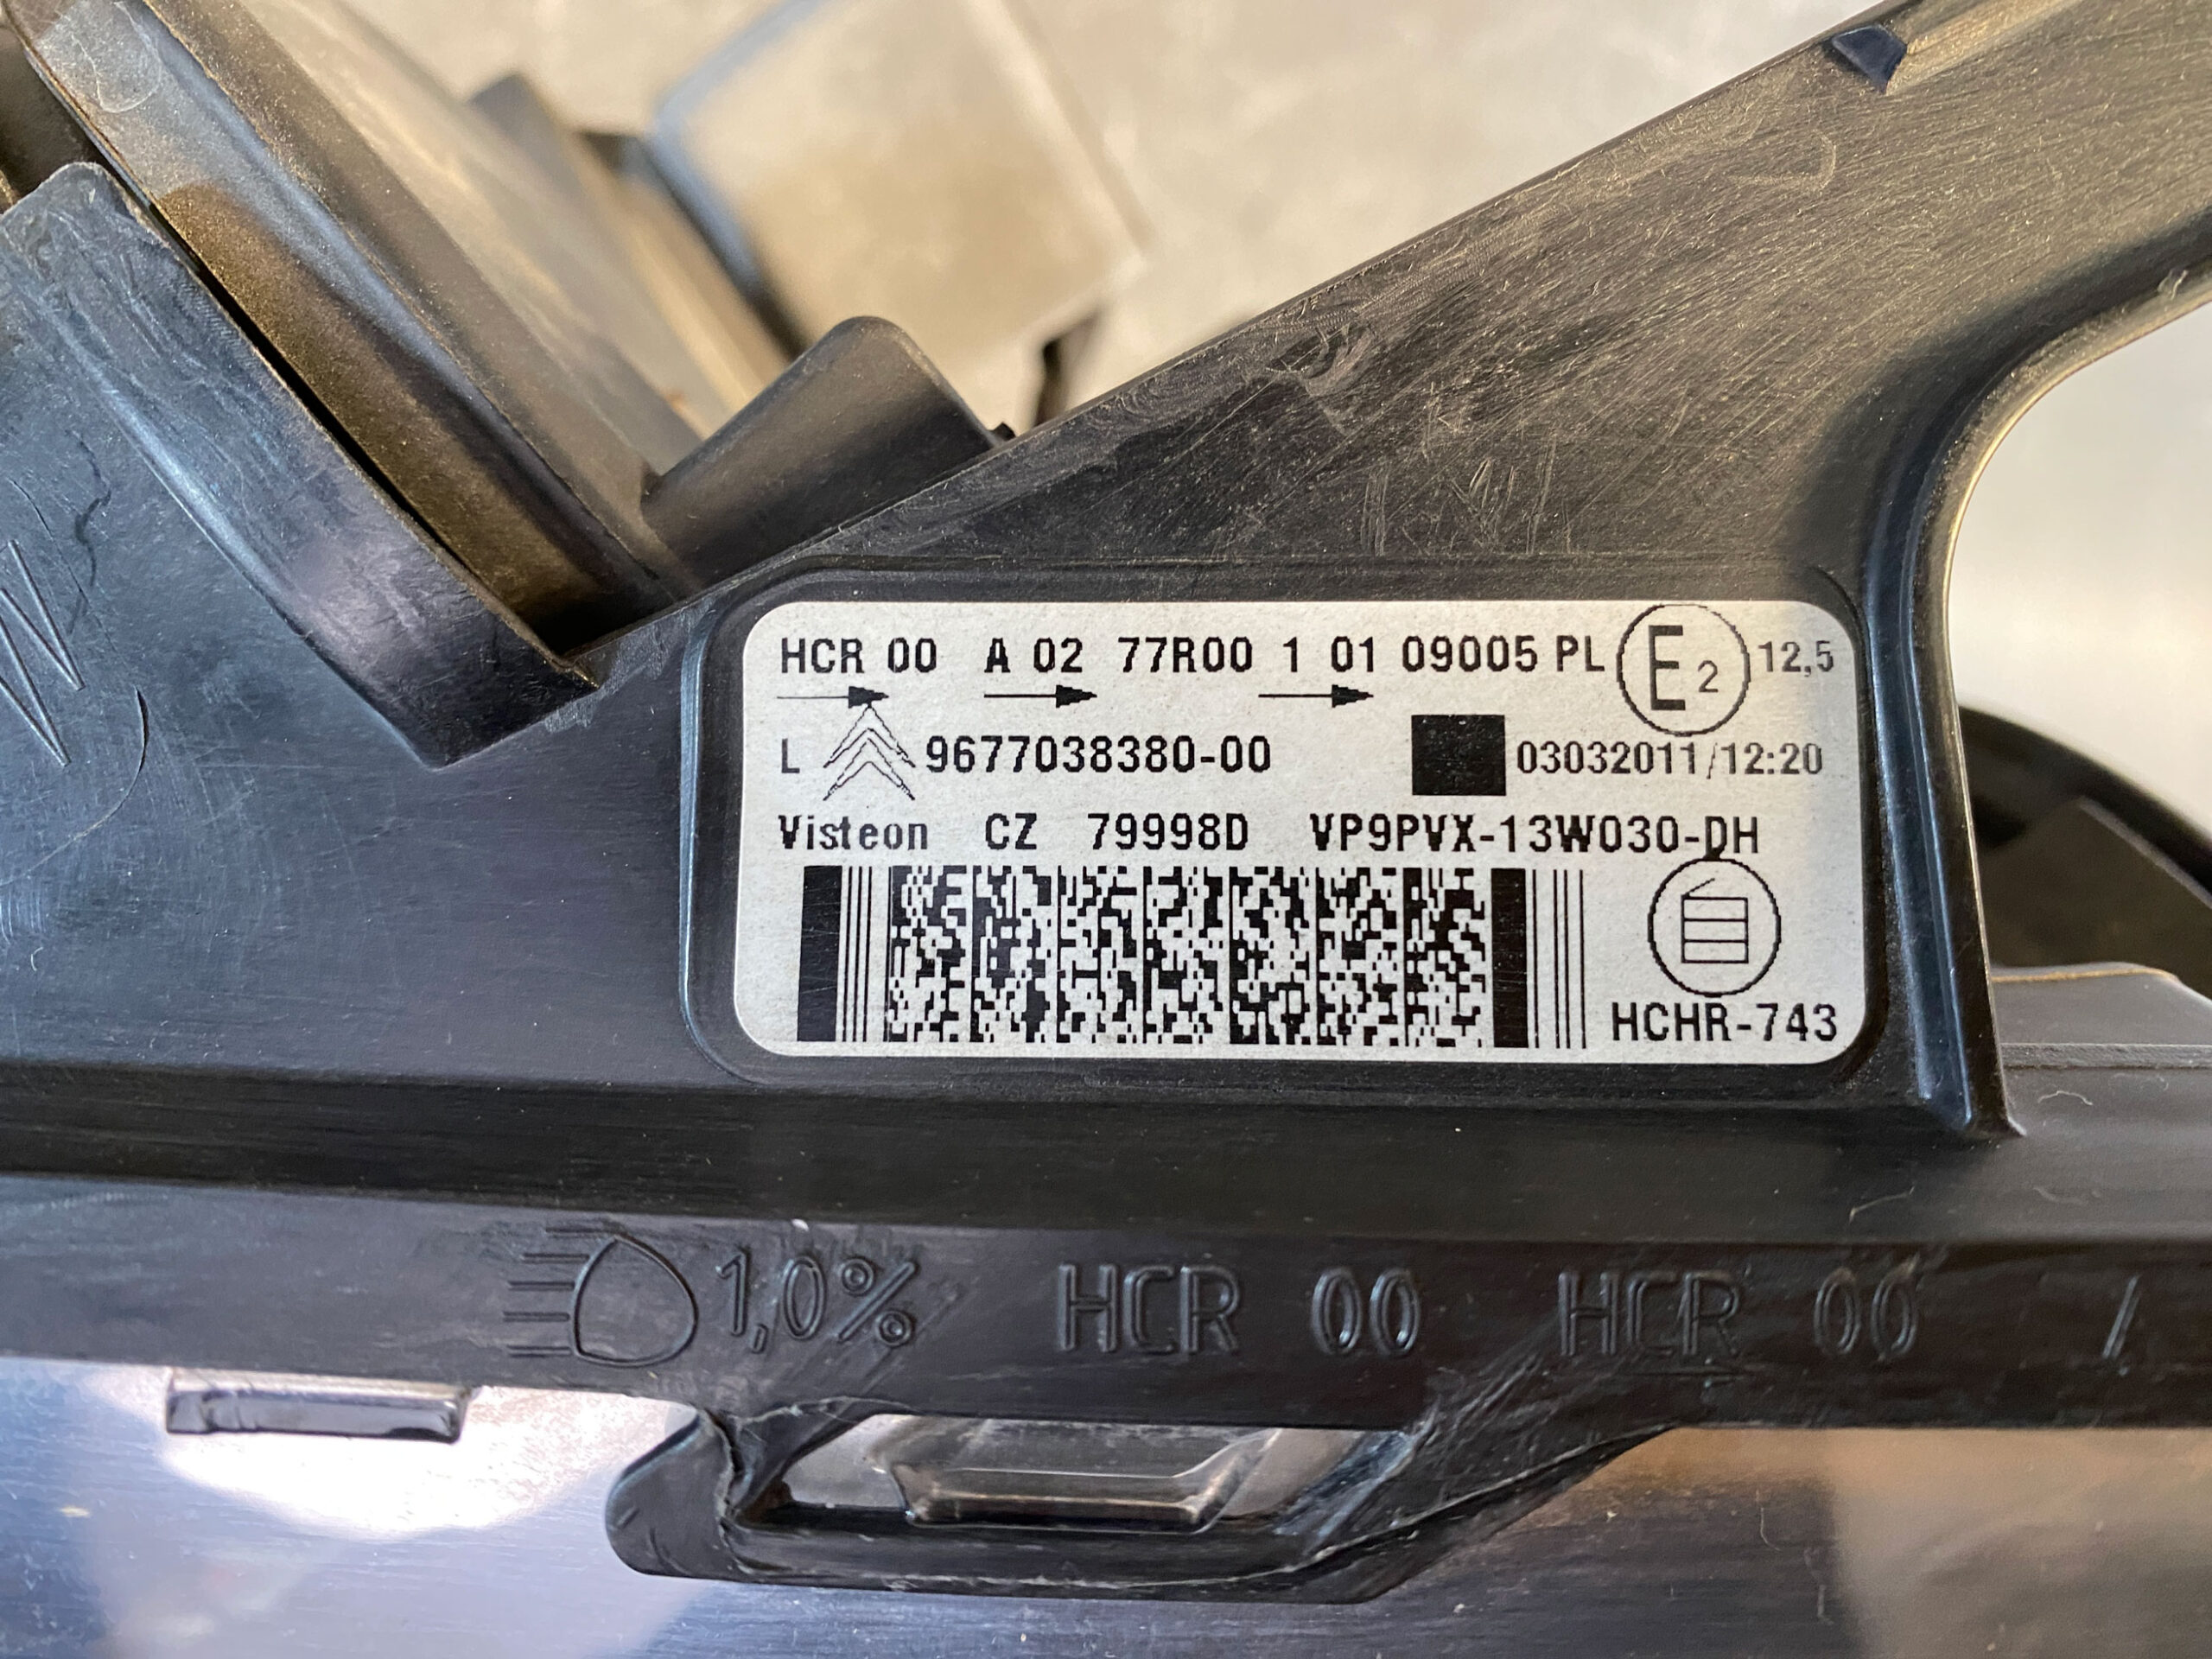 HCR 00 A 02 77R00 1 01 09005 PL E2 12,5
L 9677038380-00 03032011/12:20
Visteon CZ 79998D VP9PVX-13W030-DH
HCHR-743
1,0% HCR 00 HCR 00 /